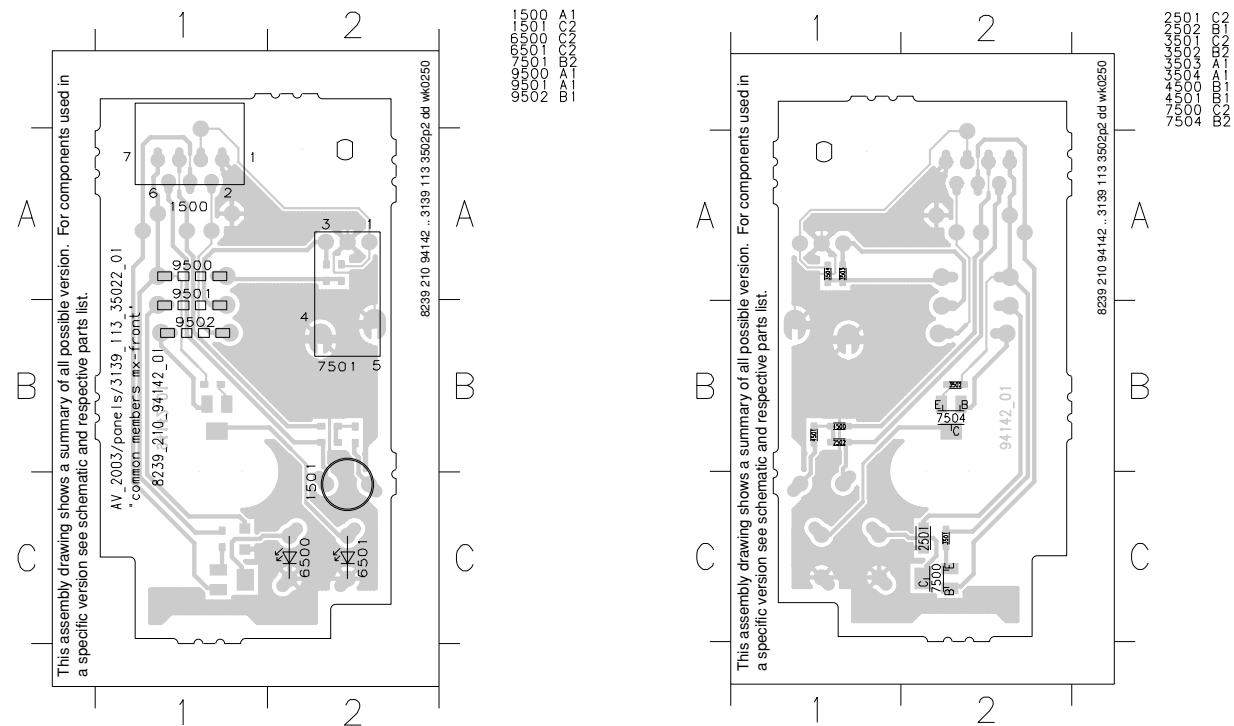 1 2
1500 A1
1501 C2
6500 C2
6501 C2
7501 B2
9500 A1
9501 A1
9502 B1
This assembly drawing shows a summary of all possible version. For components used in
a specific version see schematic and respective parts list.
8239 210 94142 .. 3139 113 3502p2 dd wk0250
7 1
6 2
1500
A A
3 1
9500
9501
9502
4
7501 5
AV_2003/panels/3139_113_35022_01
"common members mx-front"
8239_210_94142_01
B B
1501
6500
6501
C C
1 2
1 2
2501 C2
2502 B1
3501 C2
3502 B2
3503 A1
3504 A1
4500 B1
4501 B1
7500 C2
7504 B2
This assembly drawing shows a summary of all possible version. For components used in
a specific version see schematic and respective parts list.
8239 210 94142 .. 3139 113 3502p2 dd wk0250
A A
B B
E B
7504
C
94142_01
2501
C C
C E
7500
B
1 2